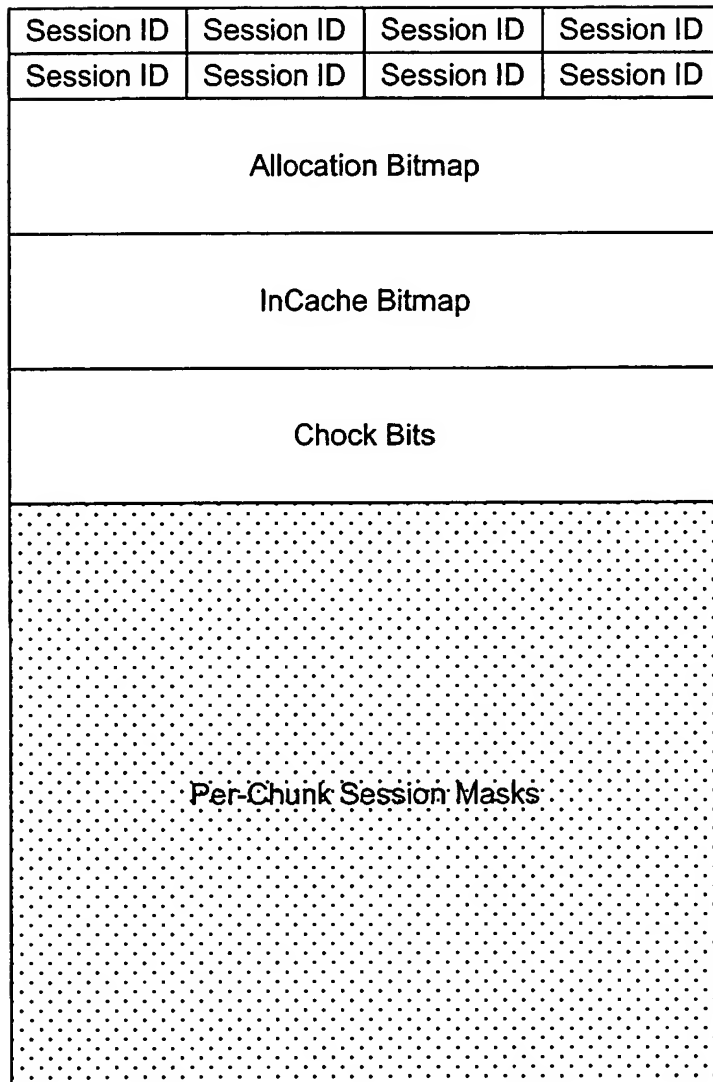 Session ID Session ID Session ID Session ID
Session ID Session ID Session ID Session ID
Allocation Bitmap
InCache Bitmap
Chock Bits
Per-Chunk Session Masks